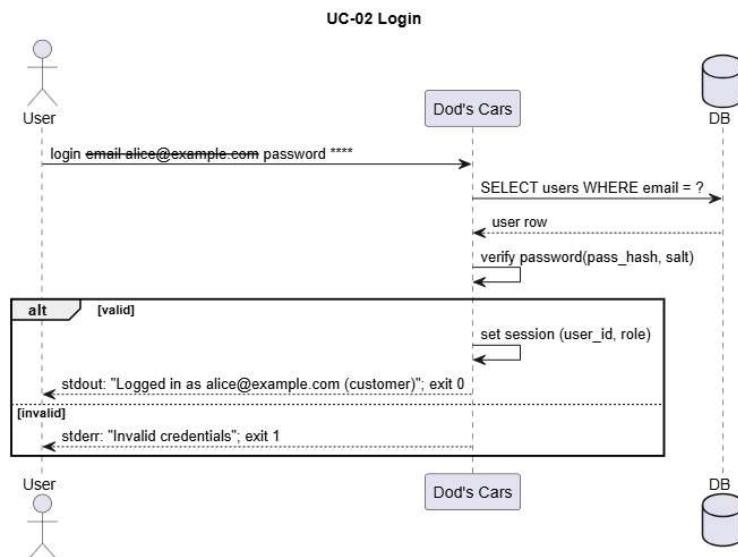 UC-02 Login
User
Dod's Cars
DB
login email alice@example.com password ****
SELECT users WHERE email = ?
user row
verify password(pass_hash, salt)
alt [valid]
set session (user_id, role)
stdout: "Logged in as alice@example.com (customer)"; exit 0
[invalid]
stderr: "Invalid credentials"; exit 1
User
Dod's Cars
DB